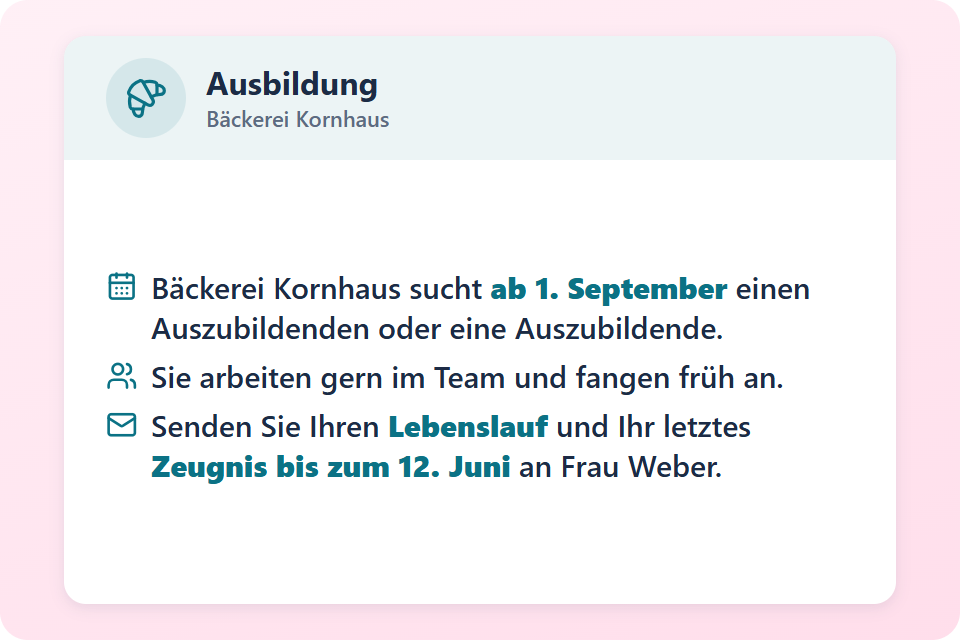 Ausbildung
Bäckerei Kornhaus
Bäckerei Kornhaus sucht ab 1. September einen
Auszubildenden oder eine Auszubildende.
Sie arbeiten gern im Team und fangen früh an.
Senden Sie Ihren Lebenslauf und Ihr letztes
Zeugnis bis zum 12. Juni an Frau Weber.